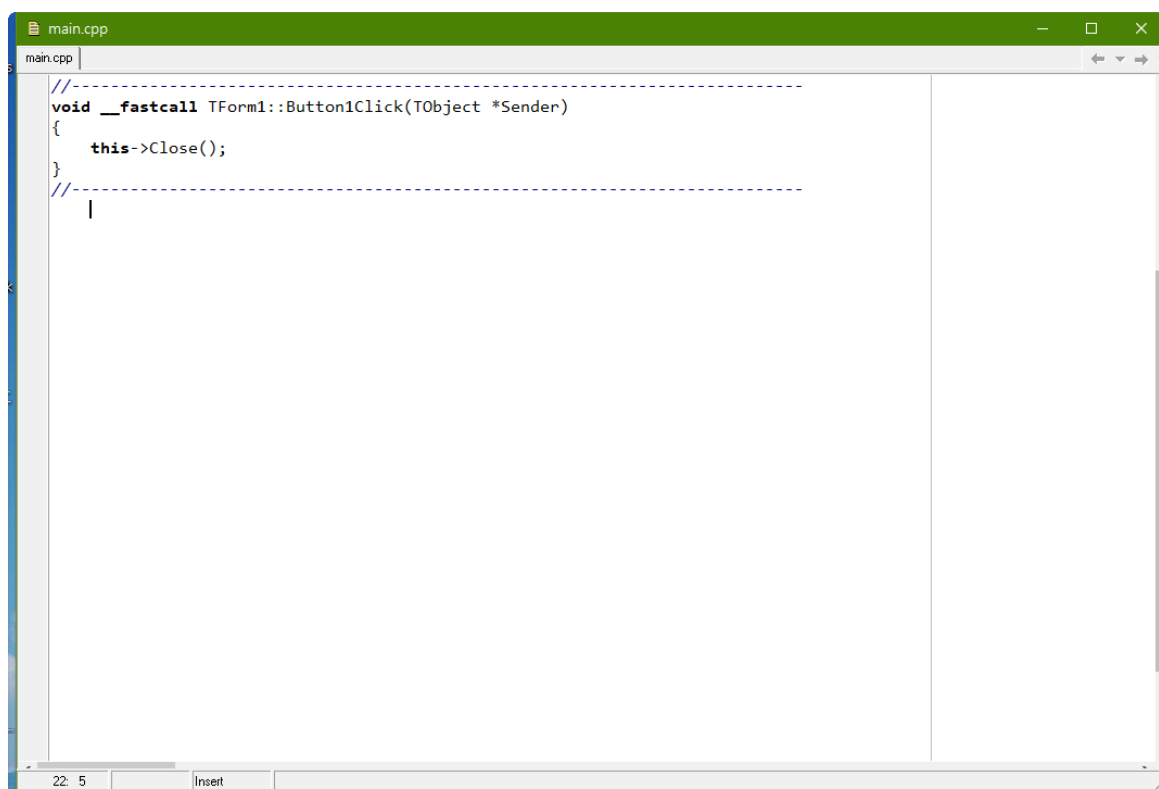 main.cpp
main.cpp
//---------------------------------------------------------------------------
void __fastcall TForm1::Button1Click(TObject *Sender)
{
    this->Close();
}
//---------------------------------------------------------------------------
22: 5 Insert